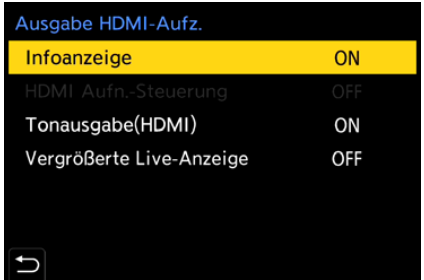 Ausgabe HDMI-Aufz.
Infoanzeige ON
HDMI Aufn.-Steuerung OFF
Tonausgabe(HDMI) ON
Vergrößerte Live-Anzeige OFF